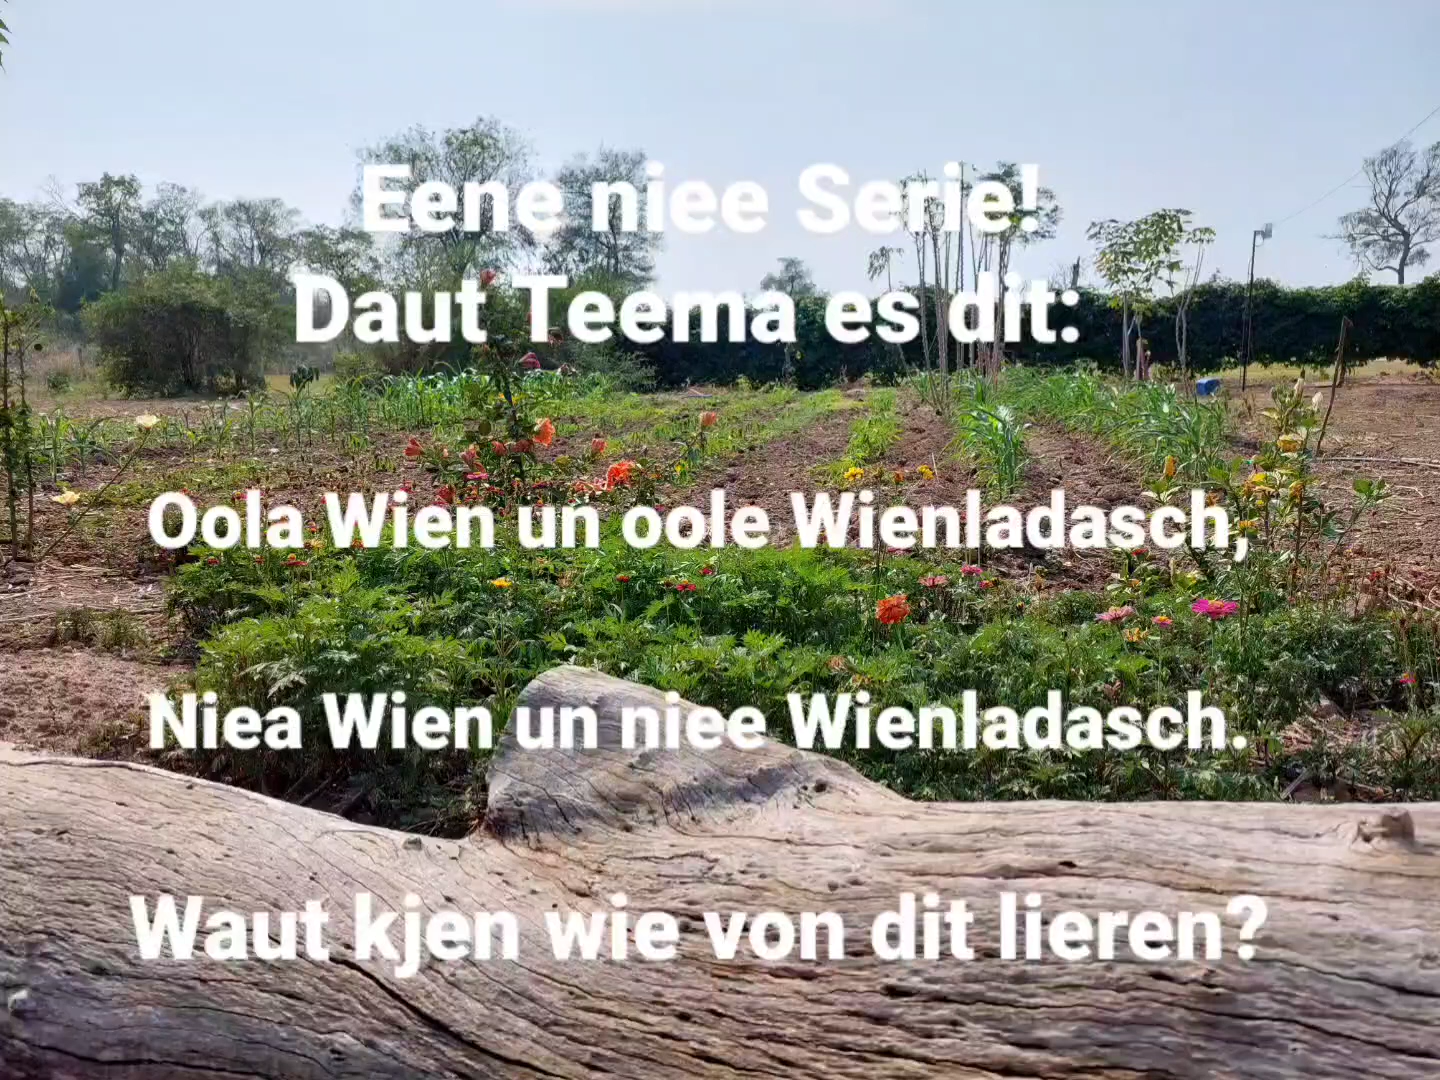 Eene niee Serie!
Daut Teema es dit:
Oola Wien un oole Wienladasch,
Niea Wien un niee Wienladasch.
Waut kjen wie von dit lieren?